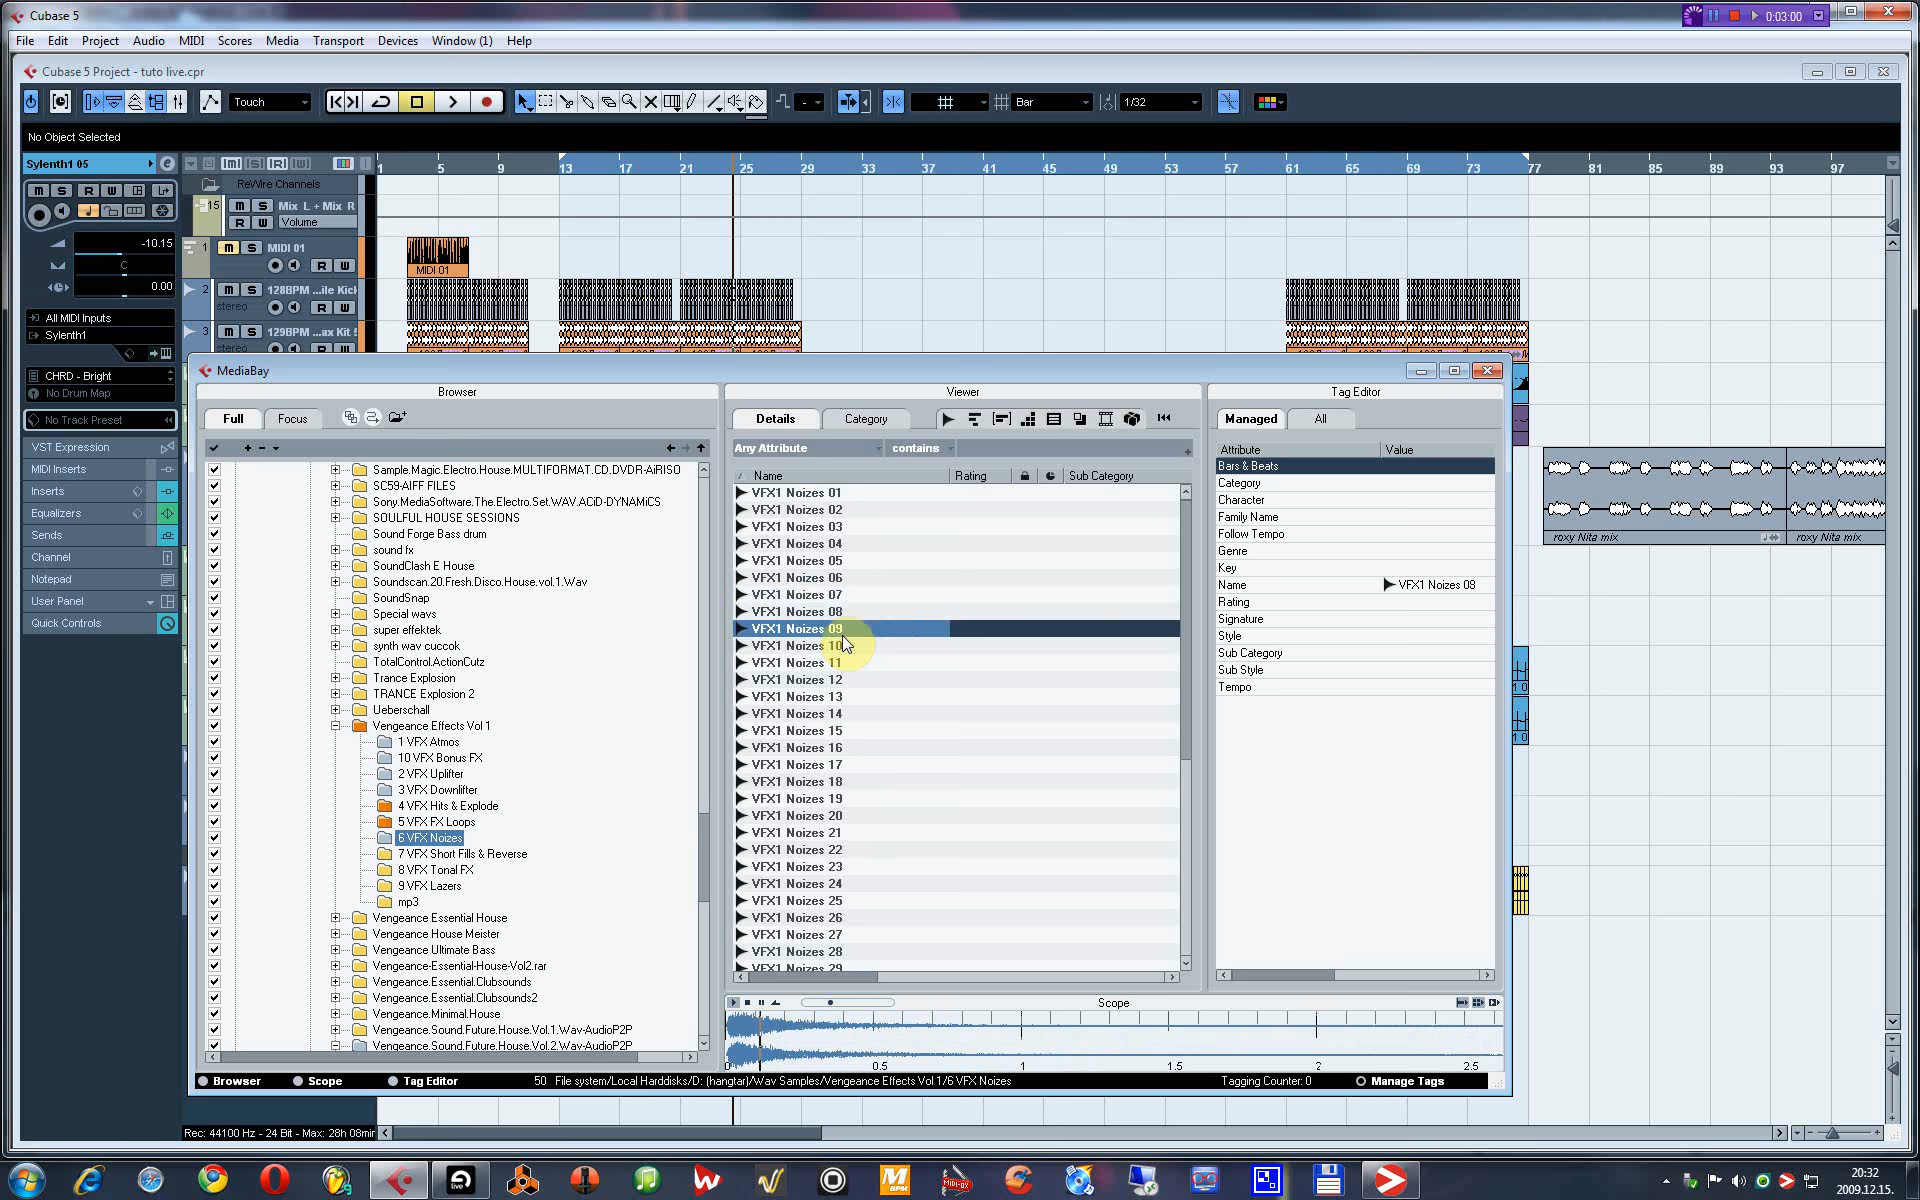 Cubase 5
0:03:00
File Edit Project Audio MIDI Scores Media Transport Devices Window (1) Help
Cubase 5 Project - tuto live.cpr
Touch
Bar
1/32
No Object Selected
Sylenth1 05
1 5 9 13 17 21 25 29 33 37 41 45 49 53 57 61 65 69 73 77 81 85 89 93 97
ReWire Channels
15 m S Mix L + Mix R
R W Volume
m S R W
-10.15
C
0.00
1 m S MIDI 01
R W
MIDI 01
2 m S 128BPM ...ile Kick
stereo R W
3 m S 129BPM ...ax Kit
stereo
All MIDI Inputs
Sylenth1
CHRD - Bright
No Drum Map
No Track Preset
VST Expression
MIDI Inserts
Inserts
Equalizers
Sends
Channel
Notepad
User Panel
Quick Controls
roxy Nita mix
roxy Nita mix
MediaBay
Browser
Full Focus
Sample.Magic.Electro.House.MULTIFORMAT.CD.DVDR-AiRISO
SC59-AIFF FILES
Sony.MediaSoftware.The.Electro.Set.WAV.ACiD-DYNAMiCS
SOULFUL HOUSE SESSIONS
Sound Forge Bass drum
sound fx
SoundClash E House
Soundscan.20.Fresh.Disco.House.vol.1.Wav
SoundSnap
Special wavs
super effektek
synth wav cuccok
TotalControl.ActionCutz
Trance Explosion
TRANCE Explosion 2
Ueberschall
Vengeance Effects Vol 1
1 VFX Atmos
10 VFX Bonus FX
2 VFX Uplifter
3 VFX Downlifter
4 VFX Hits & Explode
5 VFX FX Loops
6 VFX Noizes
7 VFX Short Fills & Reverse
8 VFX Tonal FX
9 VFX Lazers
mp3
Vengeance Essential House
Vengeance House Meister
Vengeance Ultimate Bass
Vengeance-Essential-House-Vol2.rar
Vengeance.Essential.Clubsounds
Vengeance.Essential.Clubsounds2
Vengeance.Minimal.House
Vengeance.Sound.Future.House.Vol.1.Wav-AudioP2P
Vengeance.Sound.Future.House.Vol.2.Wav-AudioP2P
Viewer
Details Category
Any Attribute contains
Name Rating Sub Category
VFX1 Noizes 01
VFX1 Noizes 02
VFX1 Noizes 03
VFX1 Noizes 04
VFX1 Noizes 05
VFX1 Noizes 06
VFX1 Noizes 07
VFX1 Noizes 08
VFX1 Noizes 09
VFX1 Noizes 10
VFX1 Noizes 11
VFX1 Noizes 12
VFX1 Noizes 13
VFX1 Noizes 14
VFX1 Noizes 15
VFX1 Noizes 16
VFX1 Noizes 17
VFX1 Noizes 18
VFX1 Noizes 19
VFX1 Noizes 20
VFX1 Noizes 21
VFX1 Noizes 22
VFX1 Noizes 23
VFX1 Noizes 24
VFX1 Noizes 25
VFX1 Noizes 26
VFX1 Noizes 27
VFX1 Noizes 28
VFX1 Noizes 29
Tag Editor
Managed All
Attribute Value
Bars & Beats
Category
Character
Family Name
Follow Tempo
Genre
Key
Name VFX1 Noizes 08
Rating
Signature
Style
Sub Category
Sub Style
Tempo
Scope
0 0.5 1 1.5 2 2.5
Browser Scope Tag Editor 50 File system/Local Harddisks/D: (hangtar)/Wav Samples/Vengeance Effects Vol 1/6 VFX Noizes Tagging Counter: 0 Manage Tags
Rec: 44100 Hz - 24 Bit - Max: 28h 08min
live
BPM
MIDI-OX
20:32
2009.12.15.